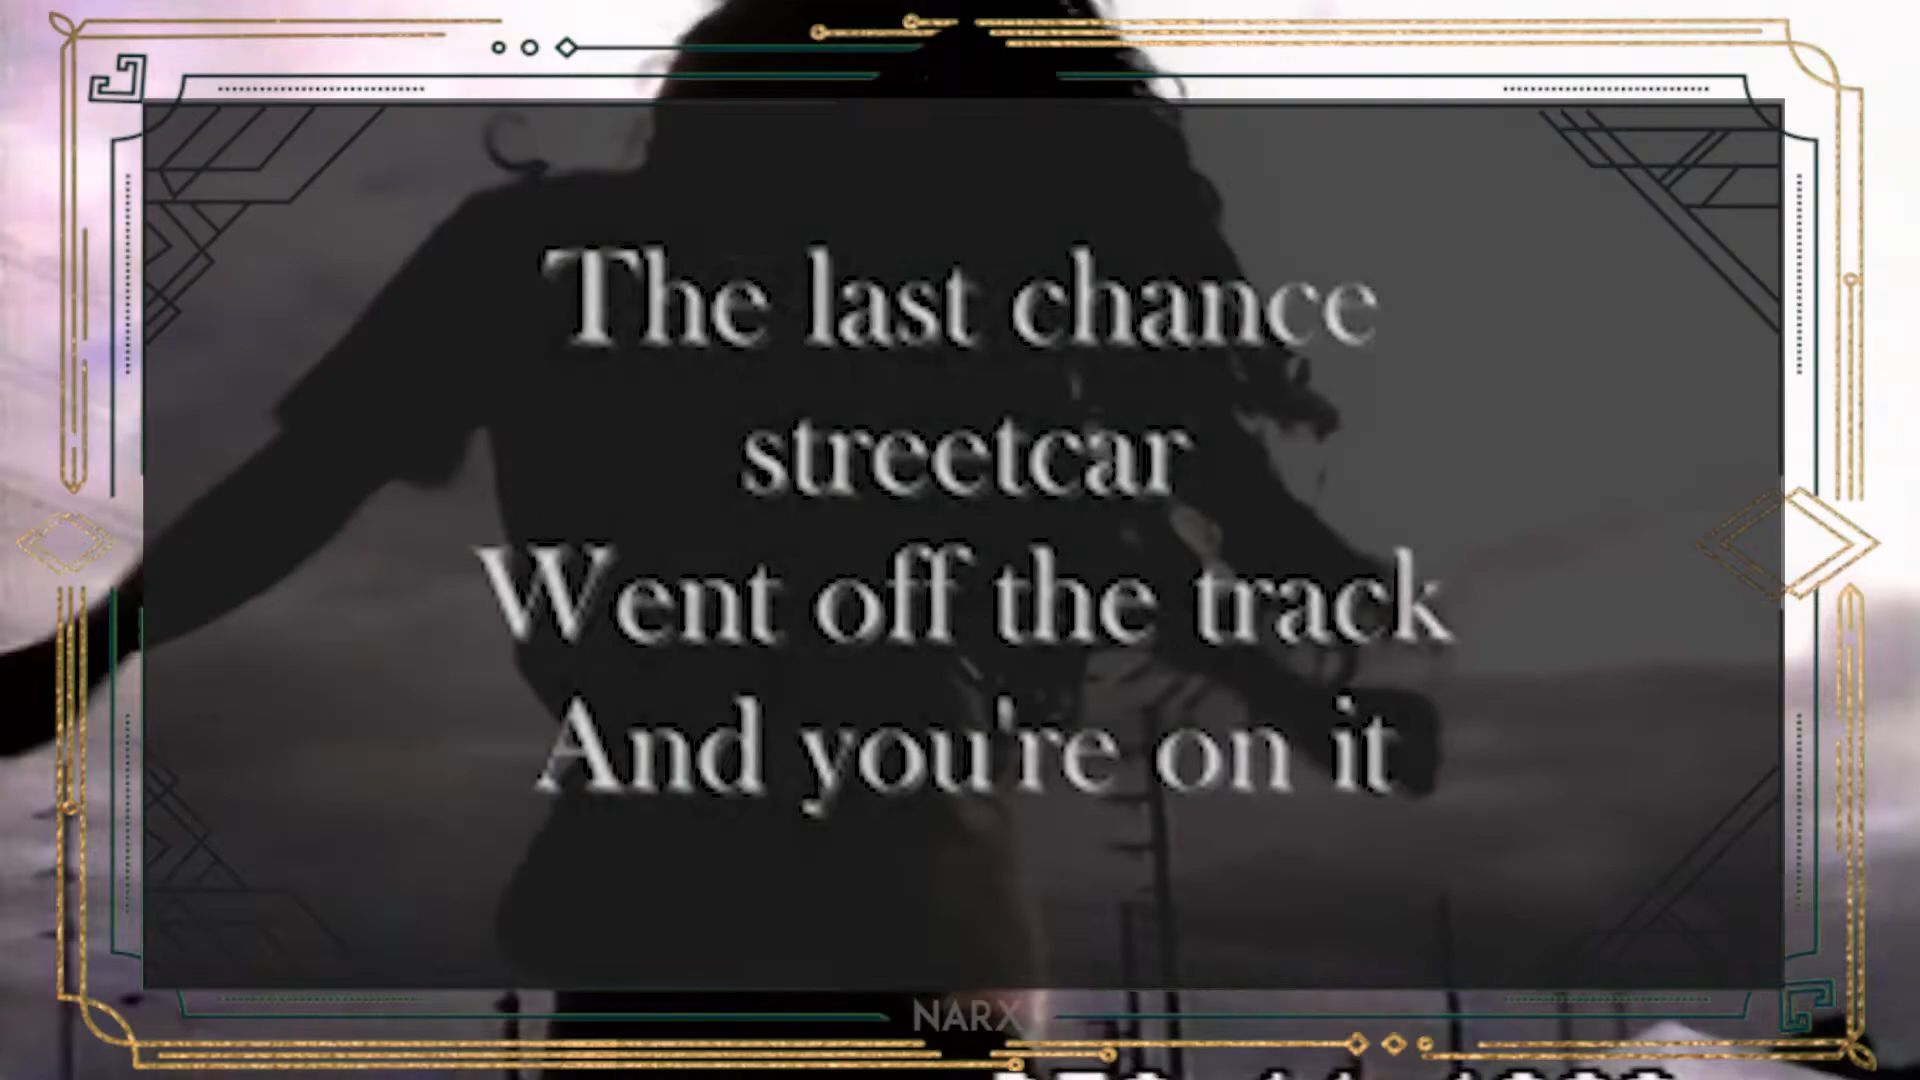 The last chance
streetcar
Went off the track
And you're on it
NARX